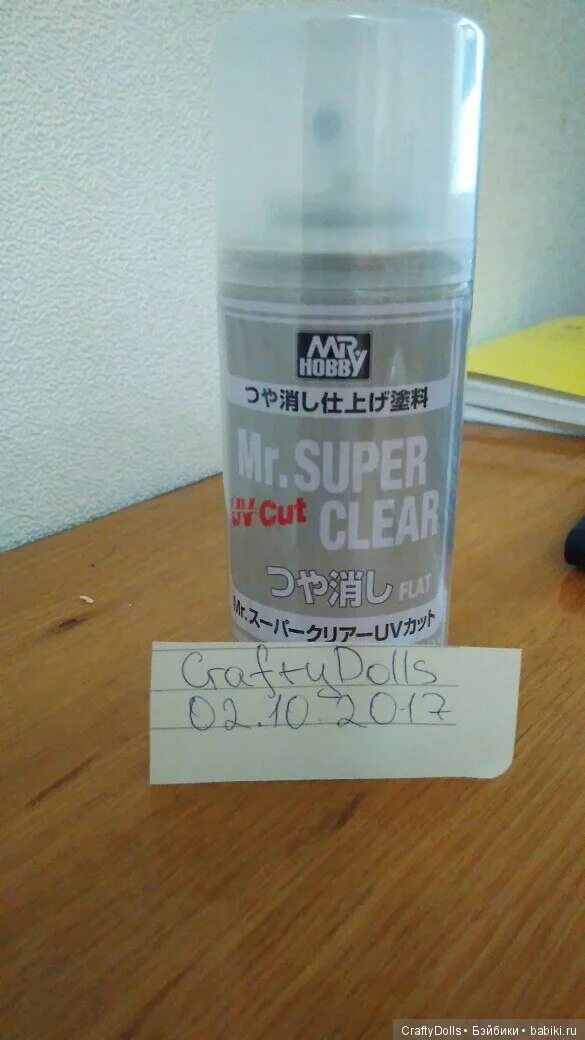 MR HOBBY
つや消し仕上げ塗料
Mr.SUPER
UV Cut CLEAR
つや消し FLAT
Mr.スーパークリアーUVカット
CraftyDolls
02.10.2017
CraftyDolls • Бэйбики • babiki.ru